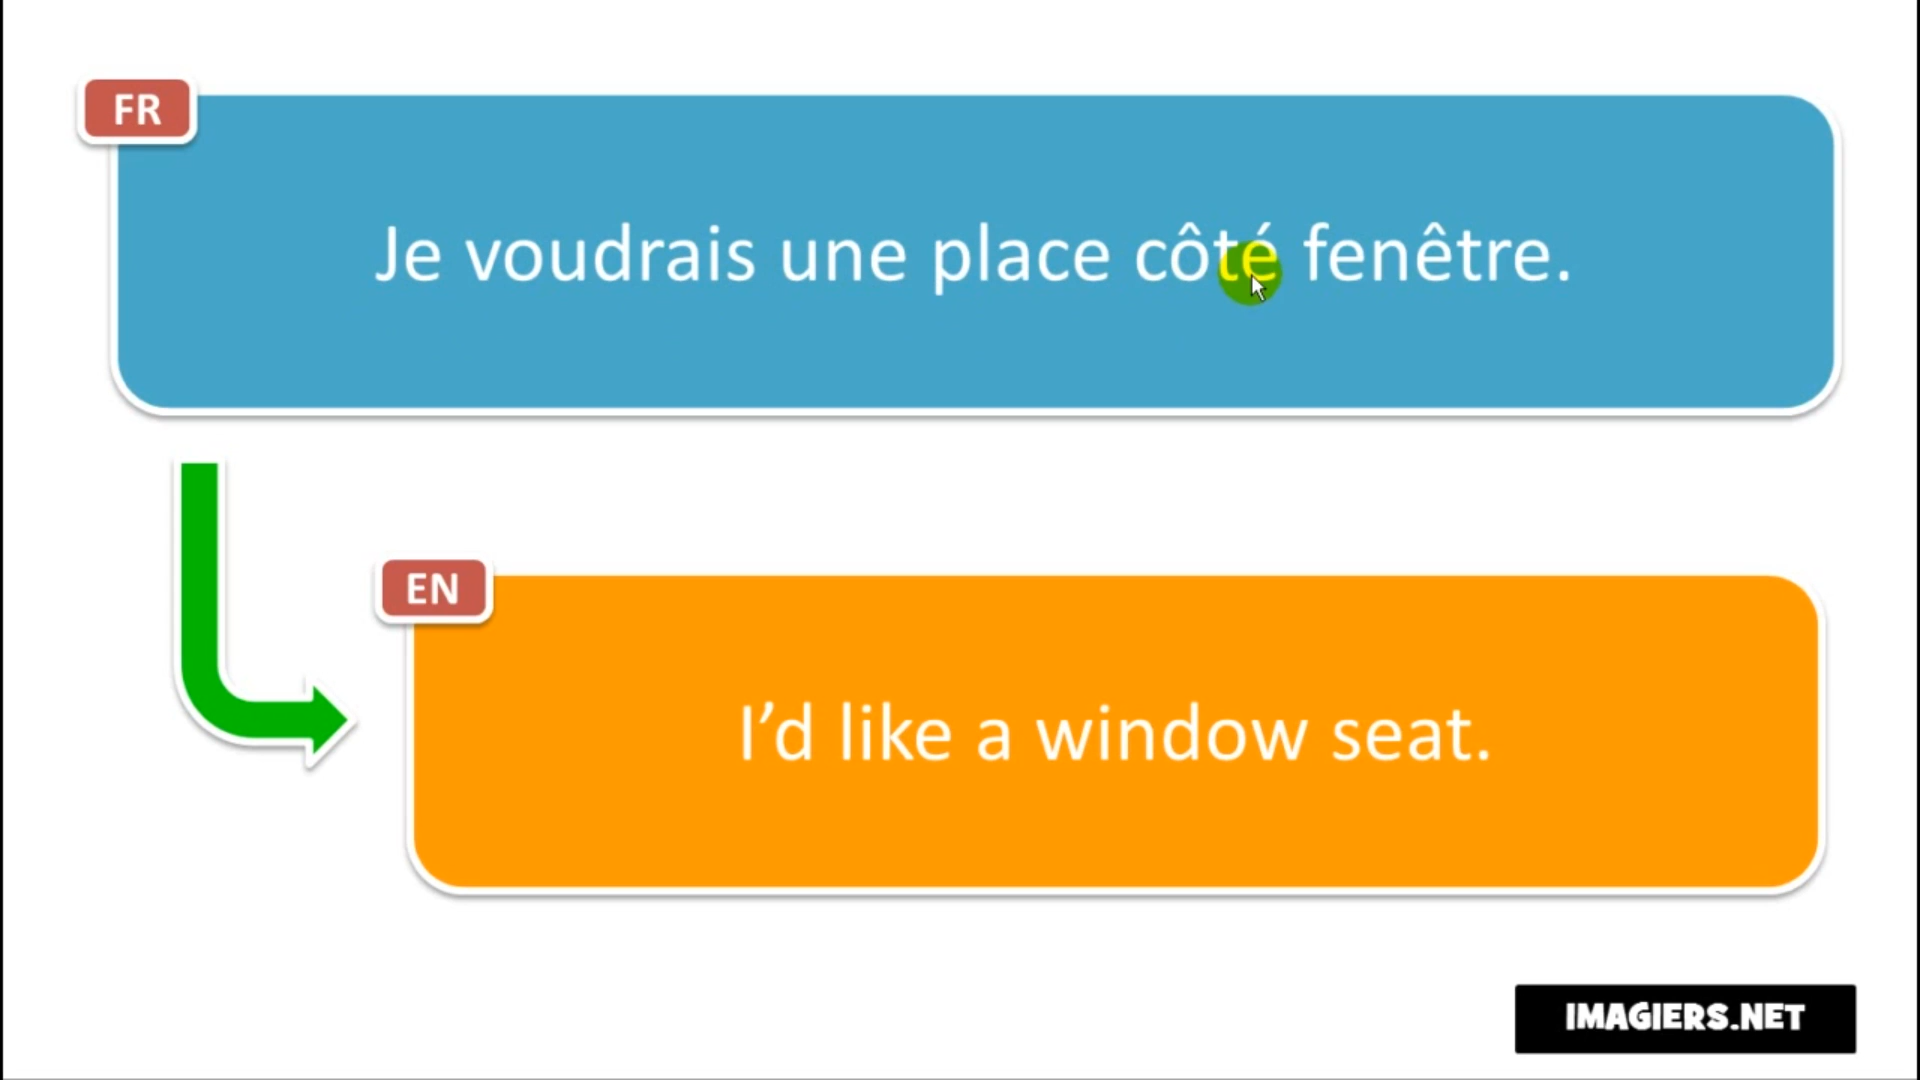 FR
Je voudrais une place côté fenêtre.
EN
I’d like a window seat.
IMAGIERS.NET